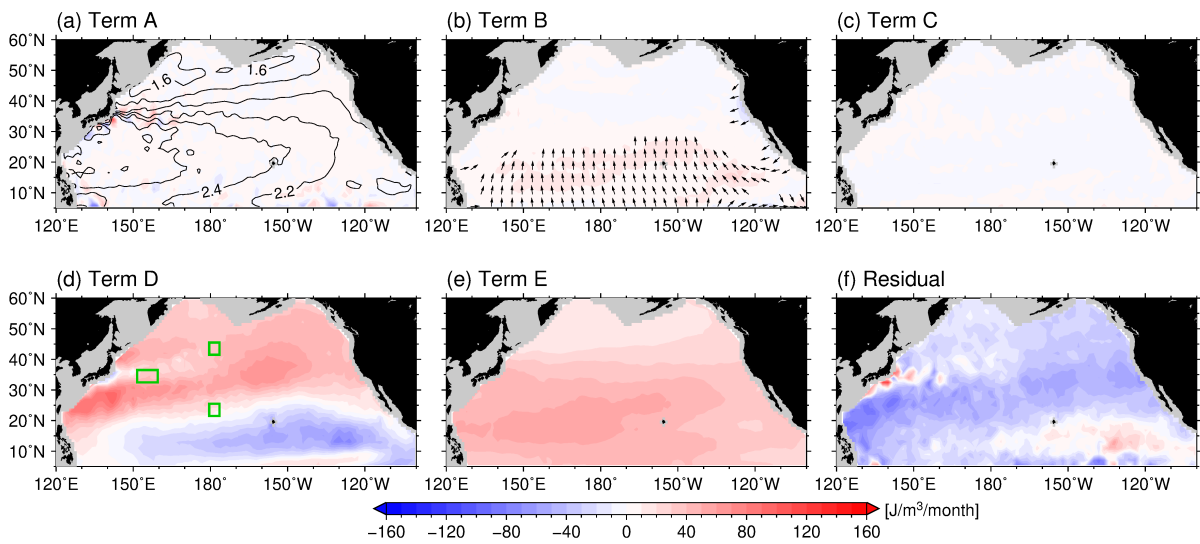 (a) Term A
(b) Term B
(c) Term C
60°N
50°N
40°N
30°N
20°N
10°N
1.6
1.6
2.4
2.2
120°E 150°E 180° 150°W 120°W
120°E 150°E 180° 150°W 120°W
120°E 150°E 180° 150°W 120°W
(d) Term D
(e) Term E
(f) Residual
60°N
50°N
40°N
30°N
20°N
10°N
120°E 150°E 180° 150°W 120°W
120°E 150°E 180° 150°W 120°W
120°E 150°E 180° 150°W 120°W
−160 −120 −80 −40 0 40 80 120 160
[J/m³/month]